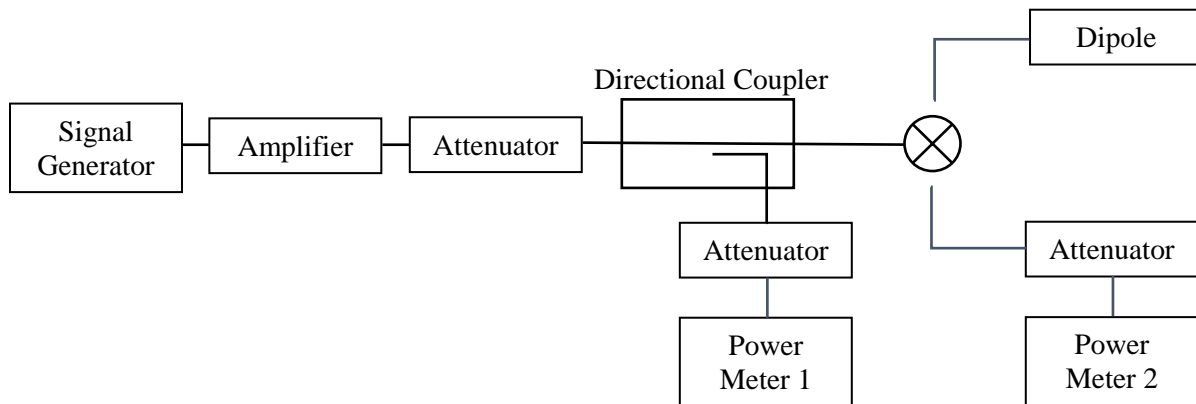 Dipole
Directional Coupler
Signal
Generator
Amplifier
Attenuator
Attenuator
Attenuator
Power
Meter 1
Power
Meter 2